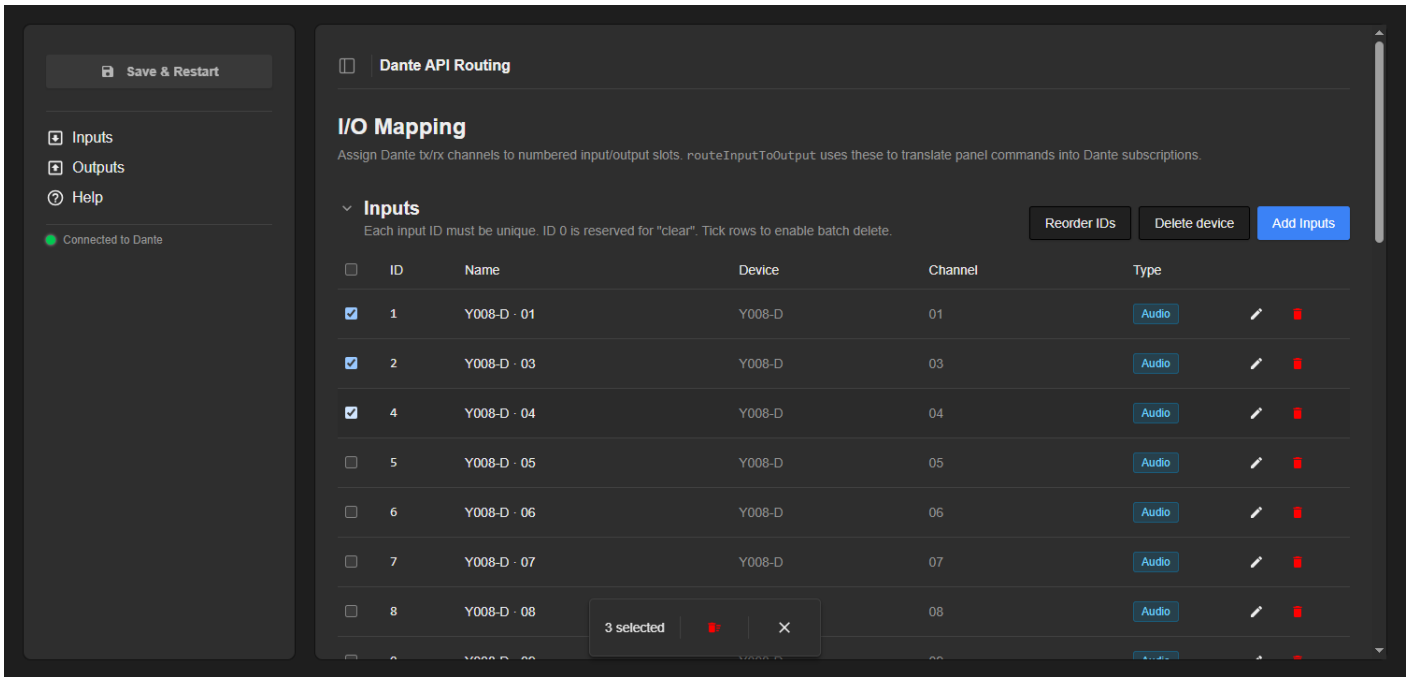 Save & Restart
Inputs
Outputs
Help
Connected to Dante
Dante API Routing
I/O Mapping
Assign Dante tx/rx channels to numbered input/output slots. routeInputToOutput uses these to translate panel commands into Dante subscriptions.
Inputs
Each input ID must be unique. ID 0 is reserved for "clear". Tick rows to enable batch delete.
Reorder IDs Delete device Add Inputs
ID Name Device Channel Type
1 Y008-D · 01 Y008-D 01 Audio
2 Y008-D · 03 Y008-D 03 Audio
4 Y008-D · 04 Y008-D 04 Audio
5 Y008-D · 05 Y008-D 05 Audio
6 Y008-D · 06 Y008-D 06 Audio
7 Y008-D · 07 Y008-D 07 Audio
8 Y008-D · 08 08 Audio
3 selected